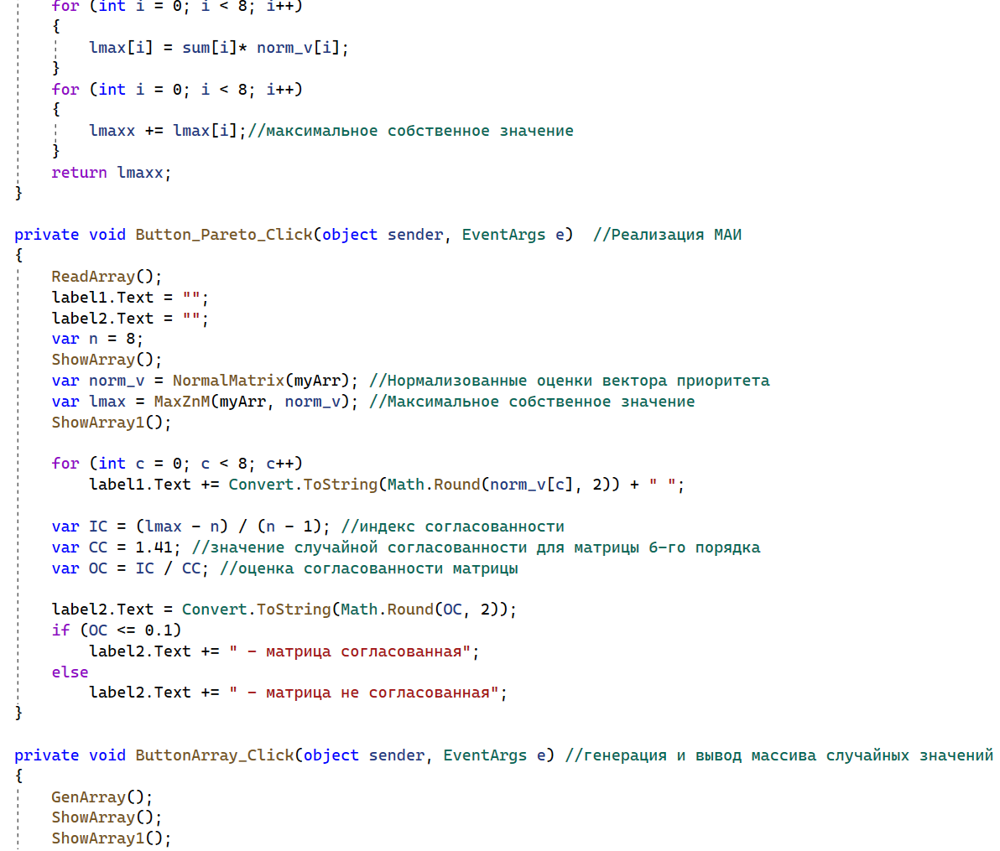 for (int i = 0; i < 8; i++)
{
lmax[i] = sum[i]* norm_v[i];
}
for (int i = 0; i < 8; i++)
{
lmaxx += lmax[i];//максимальное собственное значение
}
return lmaxx;
}
private void Button_Pareto_Click(object sender, EventArgs e)  //Реализация МАИ
{
ReadArray();
label1.Text = "";
label2.Text = "";
var n = 8;
ShowArray();
var norm_v = NormalMatrix(myArr); //Нормализованные оценки вектора приоритета
var lmax = MaxZnM(myArr, norm_v); //Максимальное собственное значение
ShowArray1();
for (int c = 0; c < 8; c++)
label1.Text += Convert.ToString(Math.Round(norm_v[c], 2)) + " ";
var IC = (lmax - n) / (n - 1); //индекс согласованности
var CC = 1.41; //значение случайной согласованности для матрицы 6-го порядка
var OC = IC / CC; //оценка согласованности матрицы
label2.Text = Convert.ToString(Math.Round(OC, 2));
if (OC <= 0.1)
label2.Text += " - матрица согласованная";
else
label2.Text += " - матрица не согласованная";
}
private void ButtonArray_Click(object sender, EventArgs e) //генерация и вывод массива случайных значений
{
GenArray();
ShowArray();
ShowArray1();